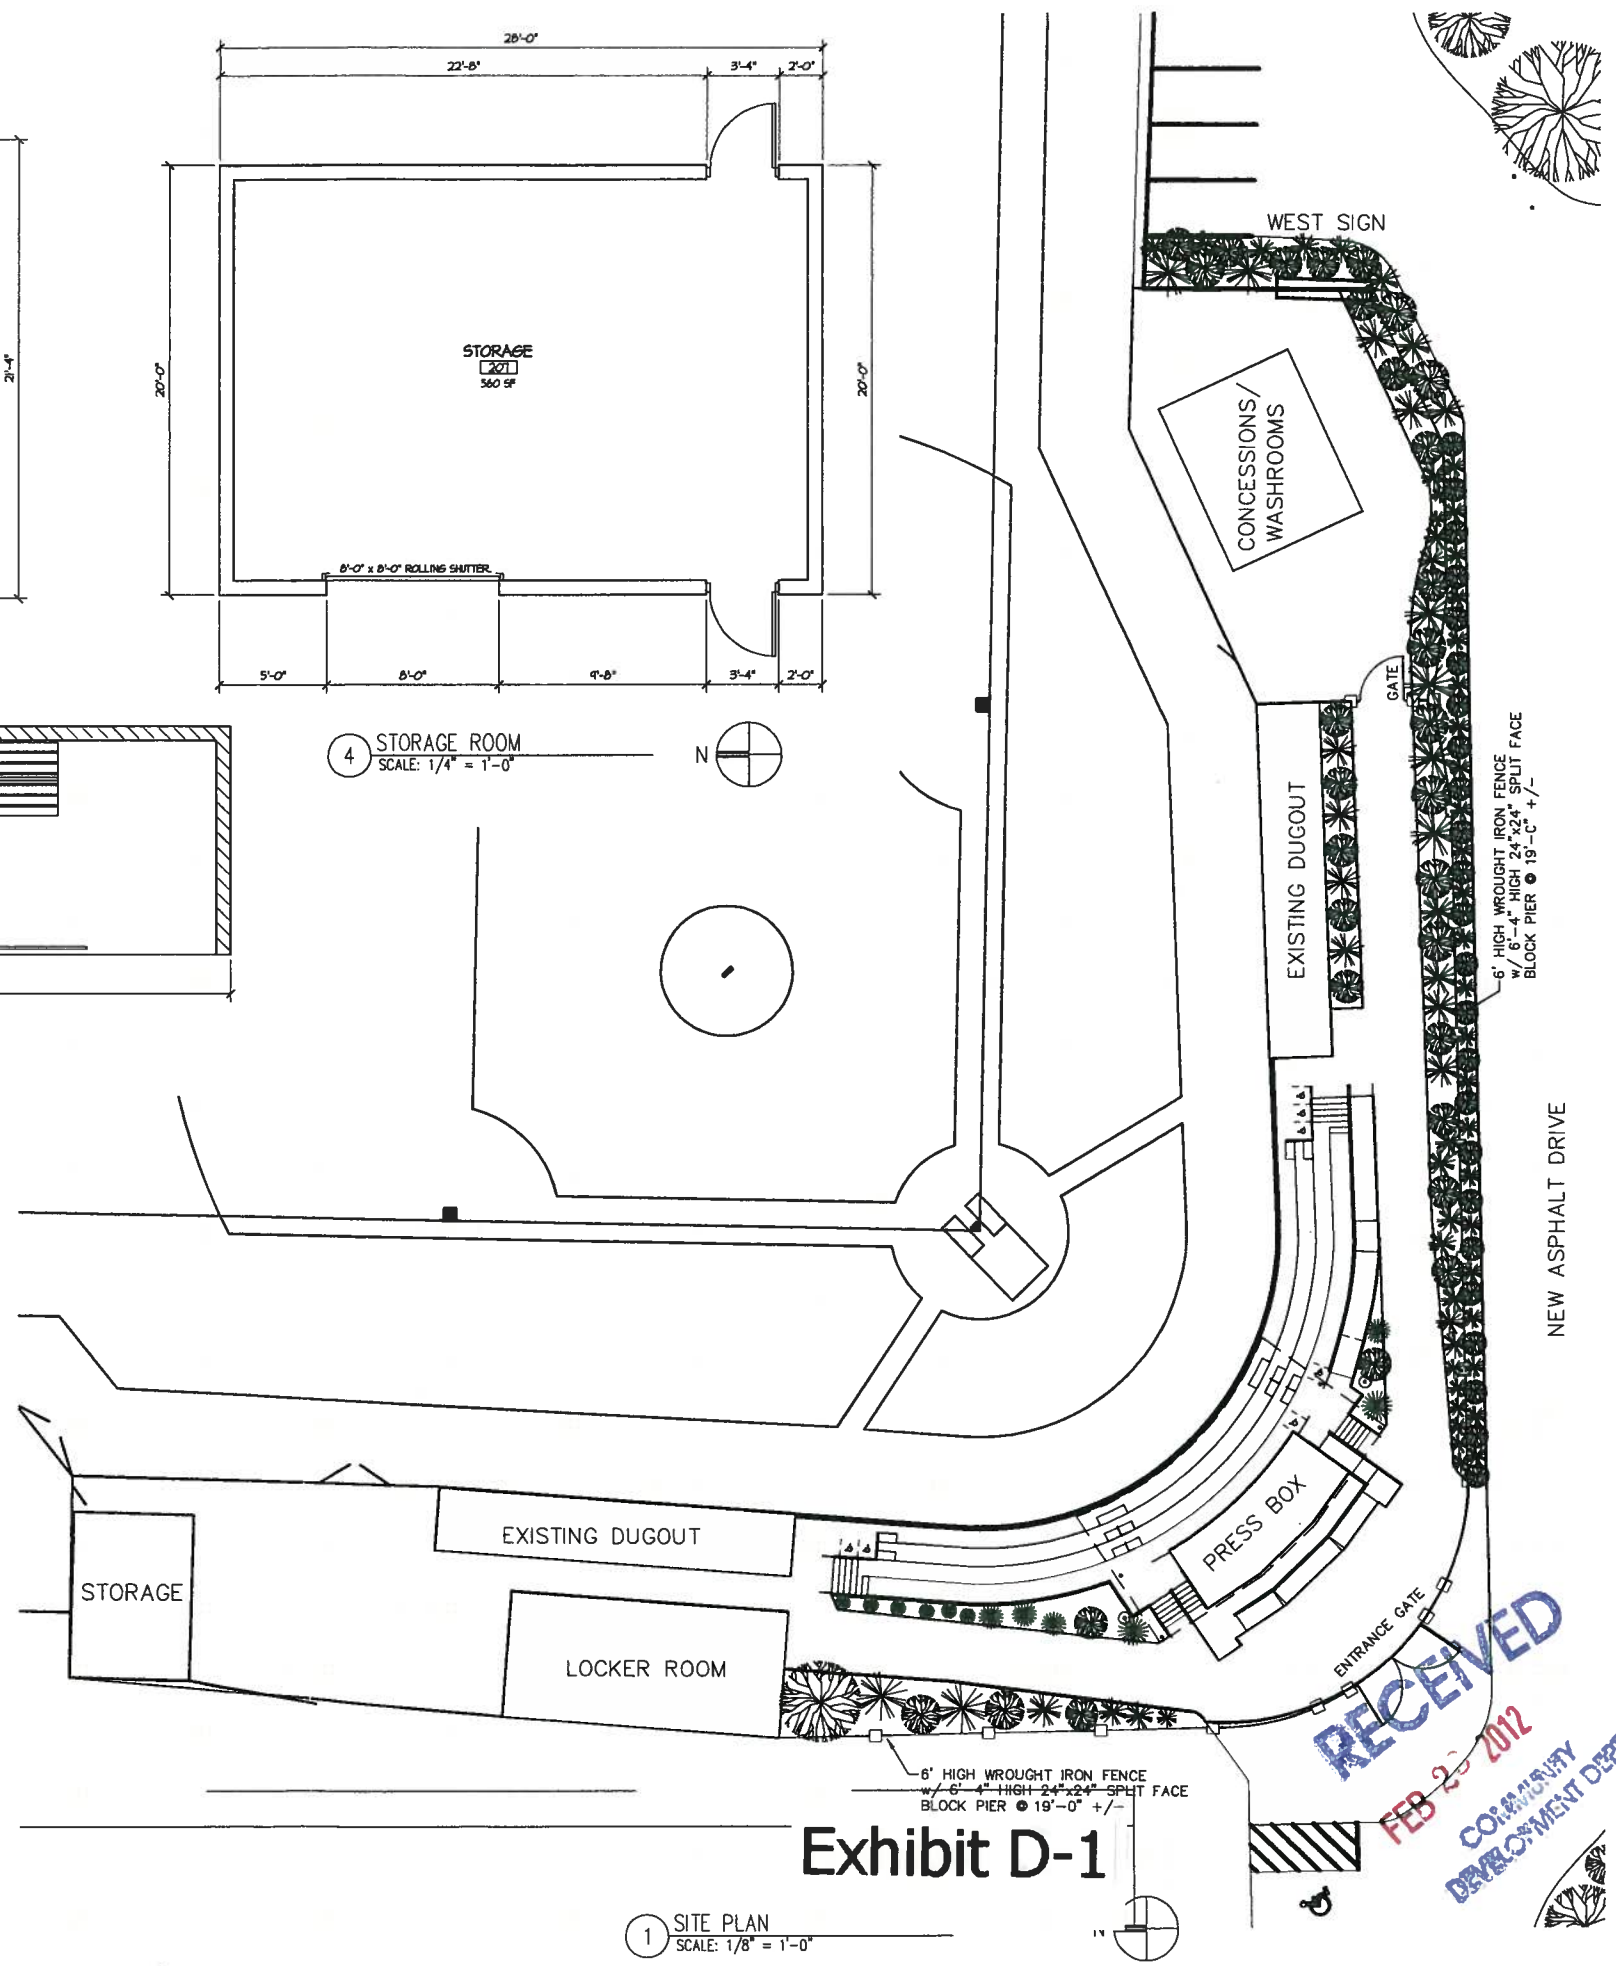 28'-0"
22'-8"
3'-4"
2'-0"
21'-4"
20'-0"
20'-0"
STORAGE
207
560 SF
8'-0" x 8'-0" ROLLING SHUTTER
5'-0"
8'-0"
9'-8"
3'-4"
2'-0"
4
STORAGE ROOM
SCALE: 1/4" = 1'-0"
N
WEST SIGN
CONCESSIONS/
WASHROOMS
GATE
EXISTING DUGOUT
6' HIGH WROUGHT IRON FENCE
w/ 6'-4" HIGH 24"x24" SPLIT FACE
BLOCK PIER @ 19'-0" +/-
NEW ASPHALT DRIVE
EXISTING DUGOUT
STORAGE
LOCKER ROOM
PRESS BOX
ENTRANCE GATE
6' HIGH WROUGHT IRON FENCE
w/ 6'-4" HIGH 24"x24" SPLIT FACE
BLOCK PIER @ 19'-0" +/-
RECEIVED
FEB 2 2012
COMMUNITY
DEVELOPMENT DEPT
Exhibit D-1
1
SITE PLAN
SCALE: 1/8" = 1'-0"
N